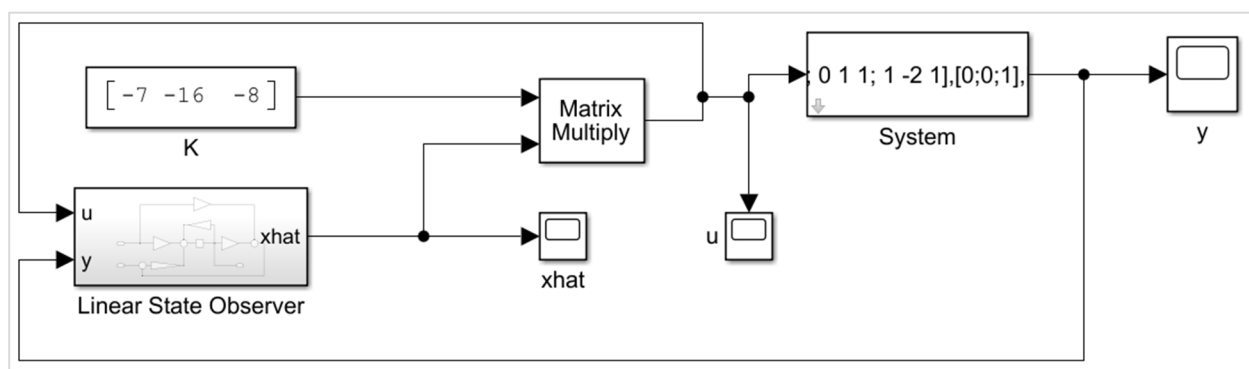 [-7 -16 -8]
K
Matrix
Multiply
; 0 1 1; 1 -2 1],[0;0;1],
System
y
u
y
xhat
Linear State Observer
xhat
u